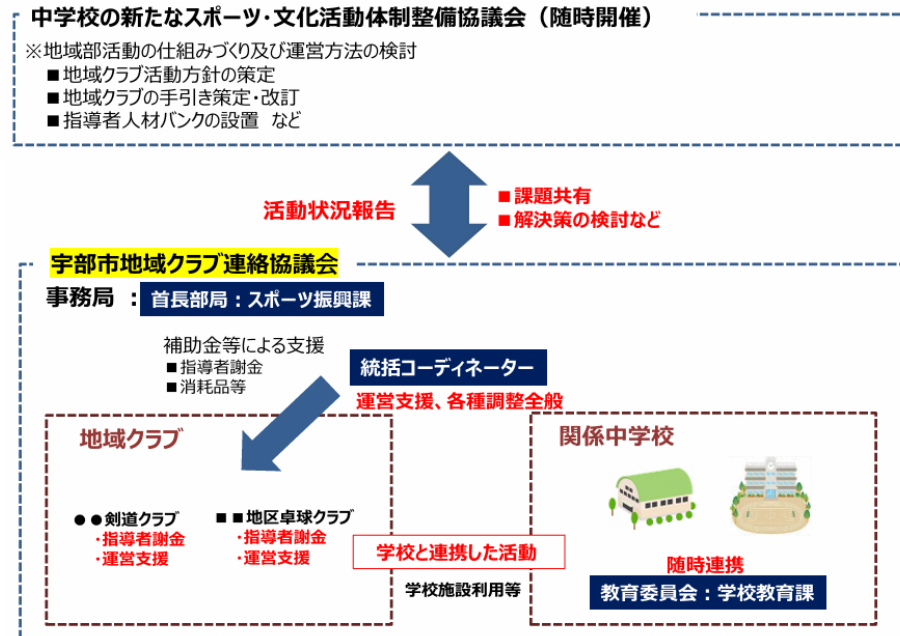 中学校の新たなスポーツ・文化活動体制整備協議会（随時開催）
※地域部活動の仕組みづくり及び運営方法の検討
■地域クラブ活動方針の策定
■地域クラブの手引き策定・改訂
■指導者人材バンクの設置 など
活動状況報告
■課題共有
■解決策の検討など
宇部市地域クラブ連絡協議会
事務局 ： 首長部局：スポーツ振興課
補助金等による支援
■指導者謝金
■消耗品等
統括コーディネーター
運営支援、各種調整全般
地域クラブ
●●剣道クラブ
・指導者謝金
・運営支援
■■地区卓球クラブ
・指導者謝金
・運営支援
学校と連携した活動
学校施設利用等
関係中学校
随時連携
教育委員会：学校教育課